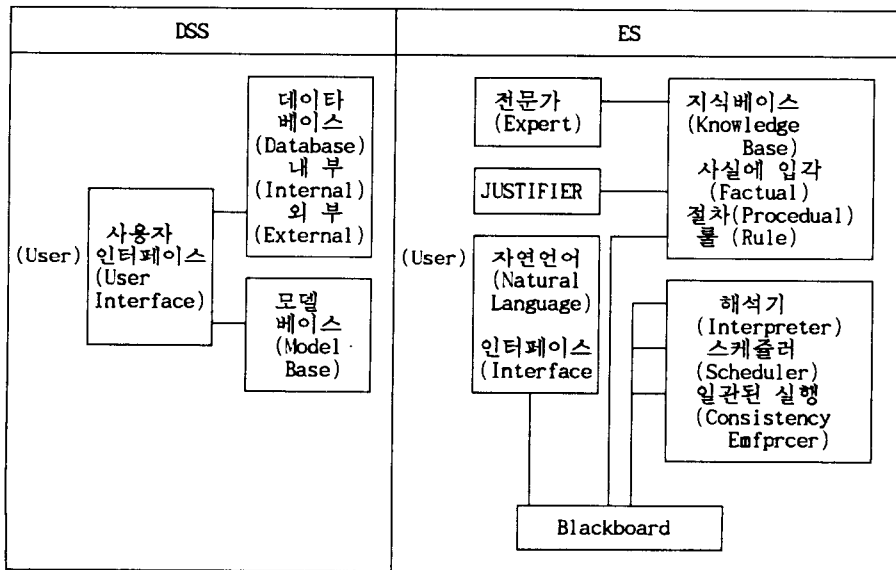 DSS
ES
데이타
베이스
(Database)
내 부
(Internal)
외 부
(External)
(User)
사용자
인터페이스
(User
Interface)
모델
베이스
(Model
Base)
전문가
(Expert)
JUSTIFIER
(User)
자연언어
(Natural
Language)
인터페이스
(Interface
지식베이스
(Knowledge
Base)
사실에 입각
(Factual)
절차(Procedual)
룰 (Rule)
해석기
(Interpreter)
스케쥴러
(Scheduler)
일관된 실행
(Consistency
Emfprcer)
Blackboard